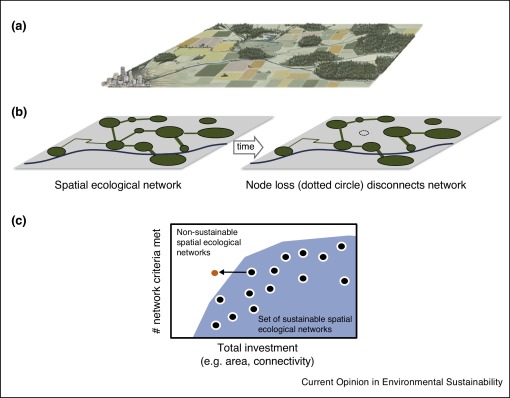 (a)
(b)
time
Spatial ecological network
Node loss (dotted circle) disconnects network
(c)
# network criteria met
Non-sustainable
spatial ecological
networks
Set of sustainable spatial
ecological networks
Total investment
(e.g. area, connectivity)
Current Opinion in Environmental Sustainability